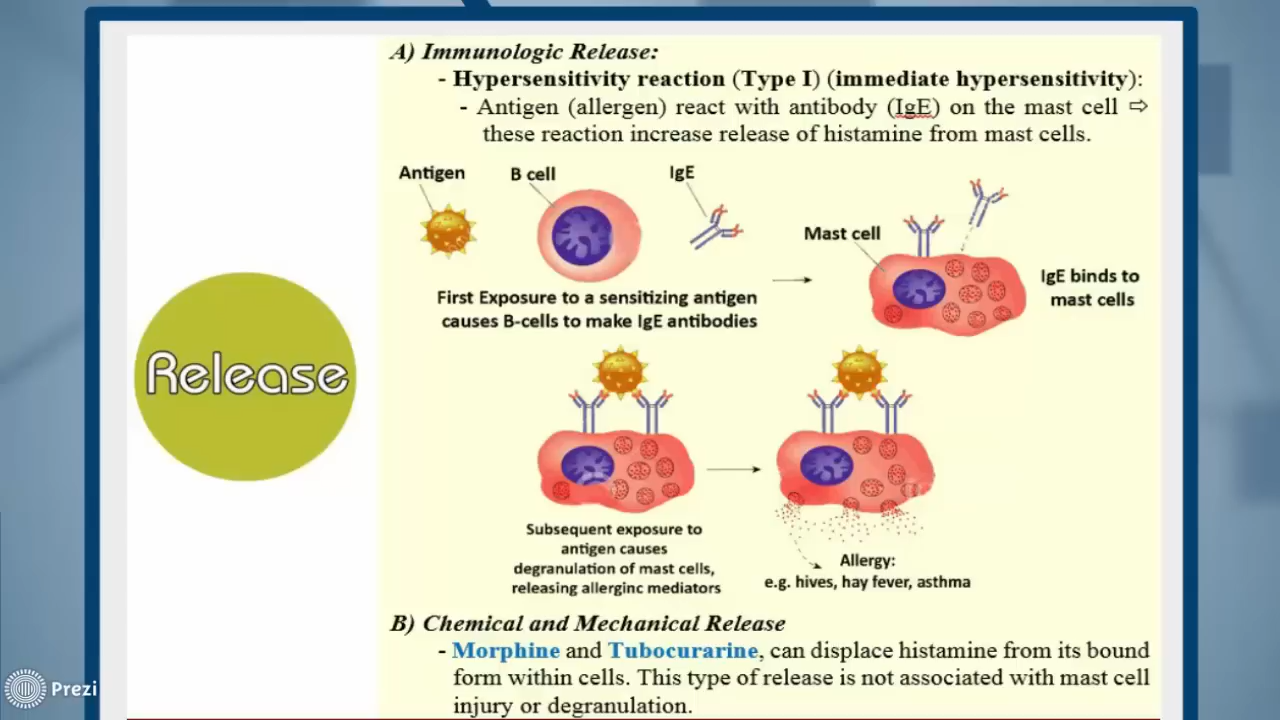 A) Immunologic Release:
- Hypersensitivity reaction (Type I) (immediate hypersensitivity):
- Antigen (allergen) react with antibody (IgE) on the mast cell ⇨
these reaction increase release of histamine from mast cells.
Antigen
B cell
IgE
Mast cell
IgE binds to
mast cells
First Exposure to a sensitizing antigen
causes B-cells to make IgE antibodies
Release
Subsequent exposure to
antigen causes
degranulation of mast cells,
releasing allerginc mediators
Allergy:
e.g. hives, hay fever, asthma
B) Chemical and Mechanical Release
- Morphine and Tubocurarine, can displace histamine from its bound
form within cells. This type of release is not associated with mast cell
injury or degranulation.
Prezi